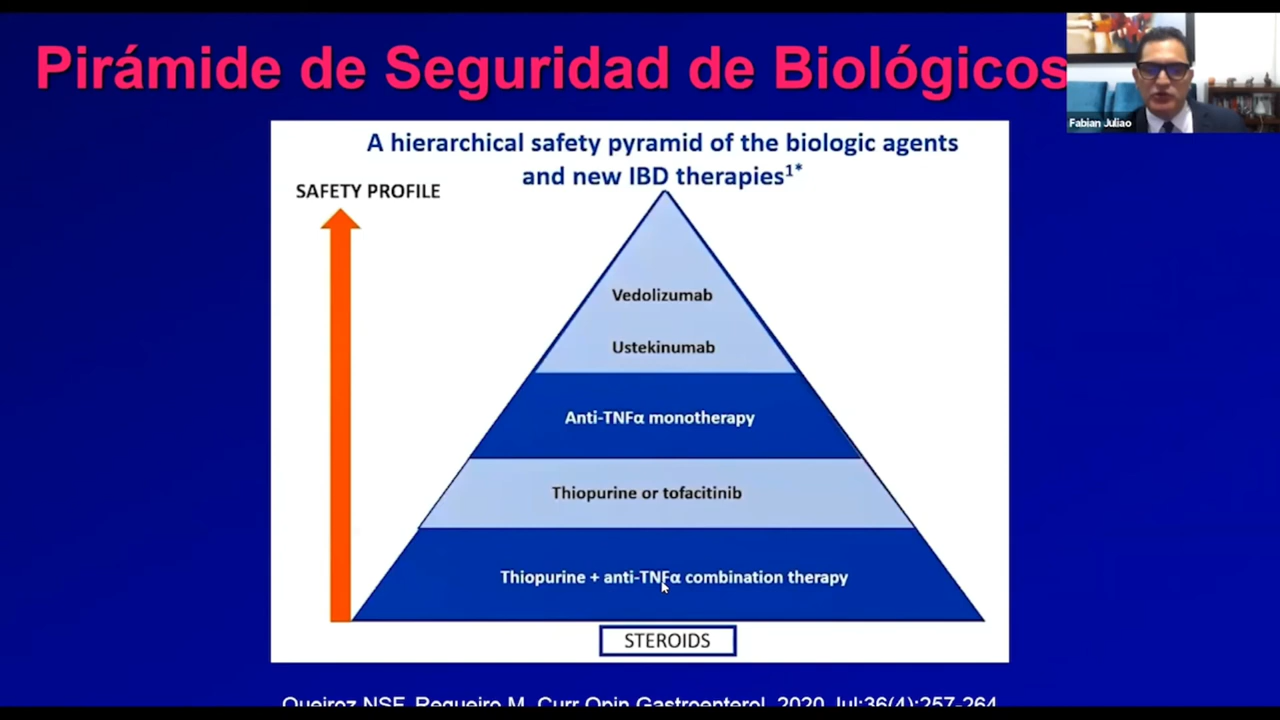 Pirámide de Seguridad de Biológicos
Fabian Juliao
A hierarchical safety pyramid of the biologic agents
and new IBD therapies¹*
SAFETY PROFILE
Vedolizumab
Ustekinumab
Anti-TNFα monotherapy
Thiopurine or tofacitinib
Thiopurine + anti-TNFα combination therapy
STEROIDS
Queiroz NSF, Regueiro M. Curr Opin Gastroenterol. 2020 Jul;36(4):257-264